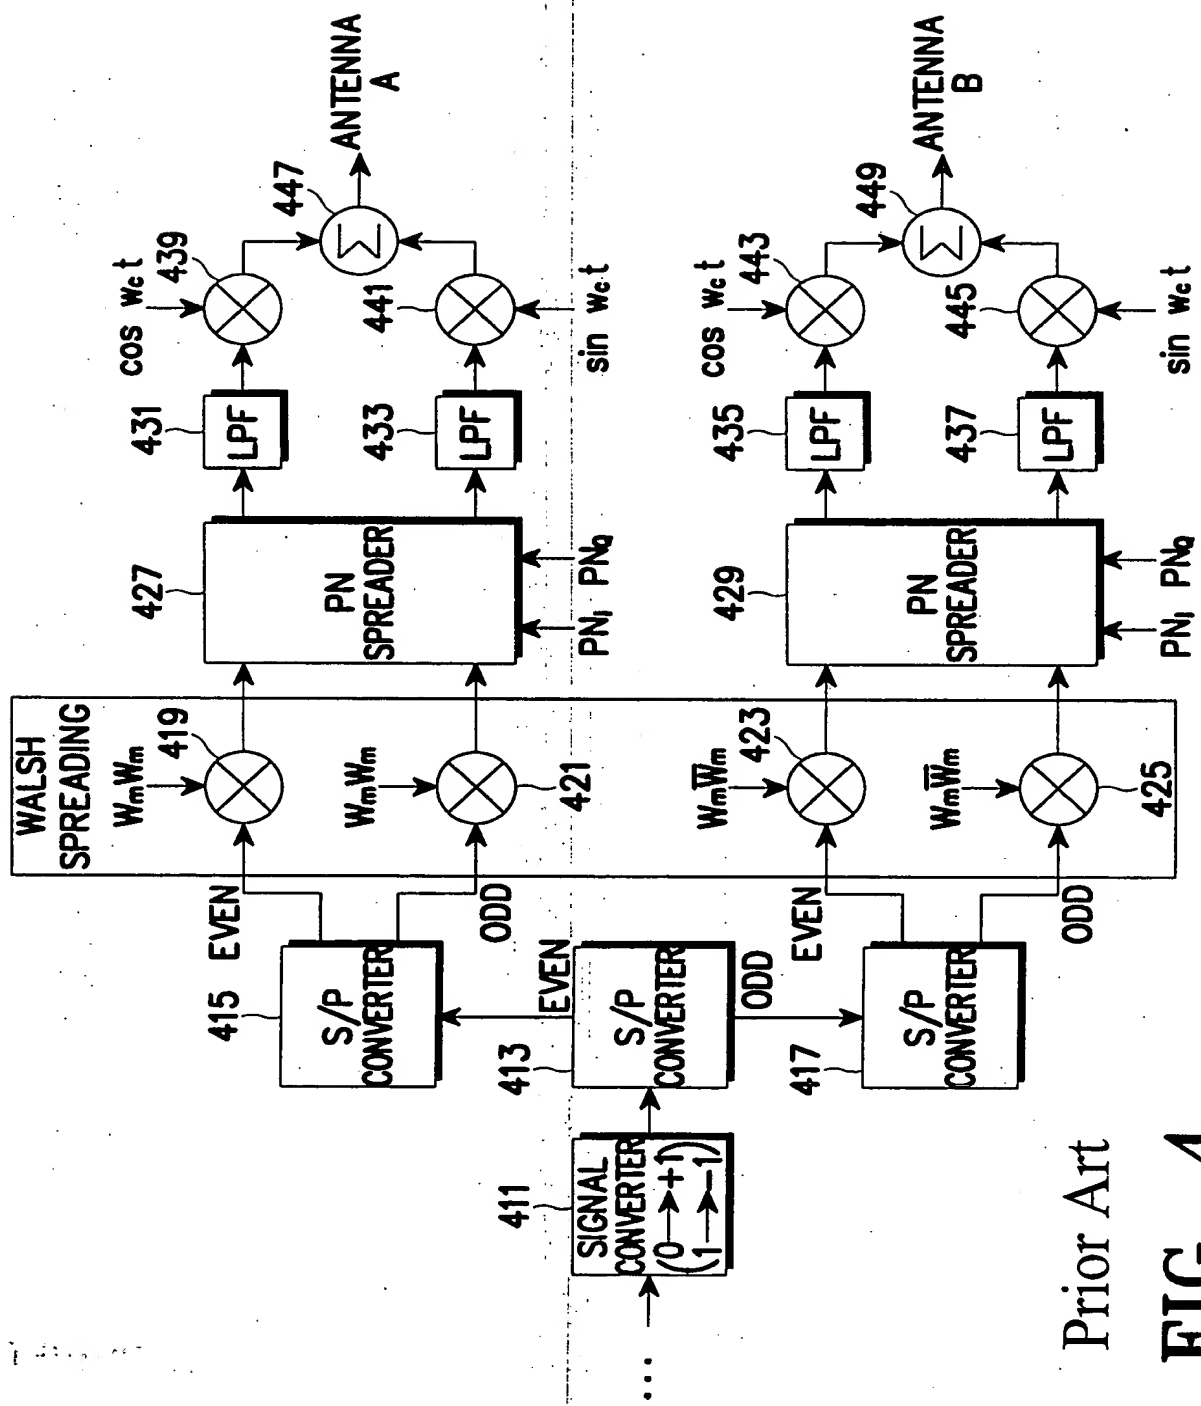 ...
411
SIGNAL
CONVERTER
(0→+1)
(1→-1)
413
S/P
CONVERTER
EVEN
ODD
415
S/P
CONVERTER
EVEN
ODD
417
S/P
CONVERTER
EVEN
ODD
WALSH
SPREADING
WmWm
419
WmWm
421
WmW̅m
423
WmW̅m
425
427
PN
SPREADER
PNI PNQ
429
PN
SPREADER
PNI PNQ
431
LPF
433
LPF
435
LPF
437
LPF
cos wct
439
441
sin wct
cos wct
443
445
sin wct
447
Σ
ANTENNA
A
449
Σ
ANTENNA
B
Prior Art
FIG. 4